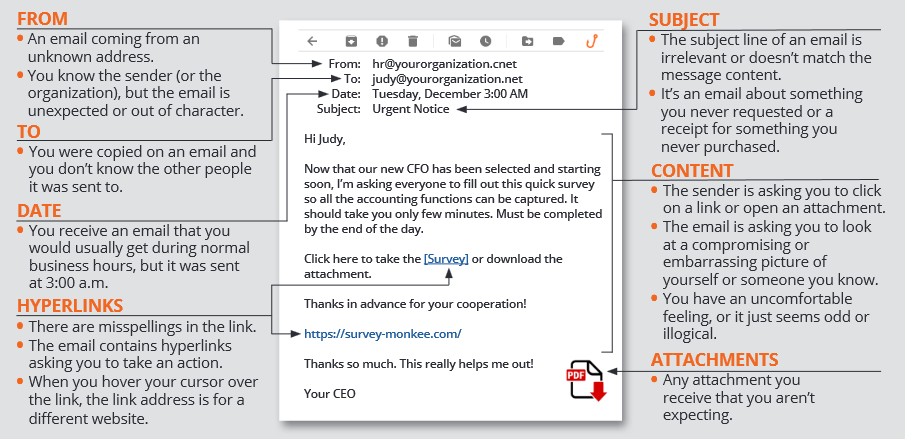 FROM
• An email coming from an
unknown address.
• You know the sender (or the
organization), but the email is
unexpected or out of character.
TO
• You were copied on an email and
you don’t know the other people
it was sent to.
DATE
• You receive an email that you
would usually get during normal
business hours, but it was sent
at 3:00 a.m.
HYPERLINKS
• There are misspellings in the link.
• The email contains hyperlinks
asking you to take an action.
• When you hover your cursor over
the link, the link address is for a
different website.
From: hr@yourorganization.cnet
To: judy@yourorganization.net
Date: Tuesday, December 3:00 AM
Subject: Urgent Notice
Hi Judy,
Now that our new CFO has been selected and starting
soon, I’m asking everyone to fill out this quick survey
so all the accounting functions can be captured. It
should take you only few minutes. Must be completed
by the end of the day.
Click here to take the [Survey] or download the
attachment.
Thanks in advance for your cooperation!
https://survey-monkee.com/
Thanks so much. This really helps me out!
Your CEO
PDF
SUBJECT
• The subject line of an email is
irrelevant or doesn’t match the
message content.
• It’s an email about something
you never requested or a
receipt for something you
never purchased.
CONTENT
• The sender is asking you to click
on a link or open an attachment.
• The email is asking you to look
at a compromising or
embarrassing picture of
yourself or someone you know.
• You have an uncomfortable
feeling, or it just seems odd or
illogical.
ATTACHMENTS
• Any attachment you
receive that you aren’t
expecting.